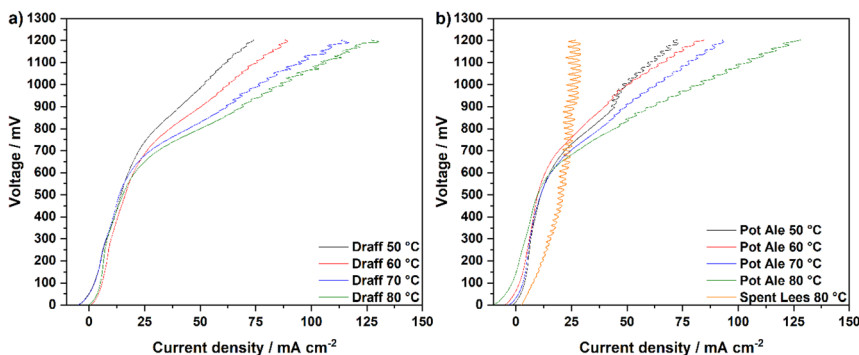 a)
1300
1200
1100
1000
900
800
700
600
500
400
300
200
100
0
Voltage / mV
0 25 50 75 100 125 150
Current density / mA cm-2
Draff 50 °C
Draff 60 °C
Draff 70 °C
Draff 80 °C
b)
1300
1200
1100
1000
900
800
700
600
500
400
300
200
100
0
Voltage / mV
0 25 50 75 100 125 150
Current density / mA cm-2
Pot Ale 50 °C
Pot Ale 60 °C
Pot Ale 70 °C
Pot Ale 80 °C
Spent Lees 80 °C